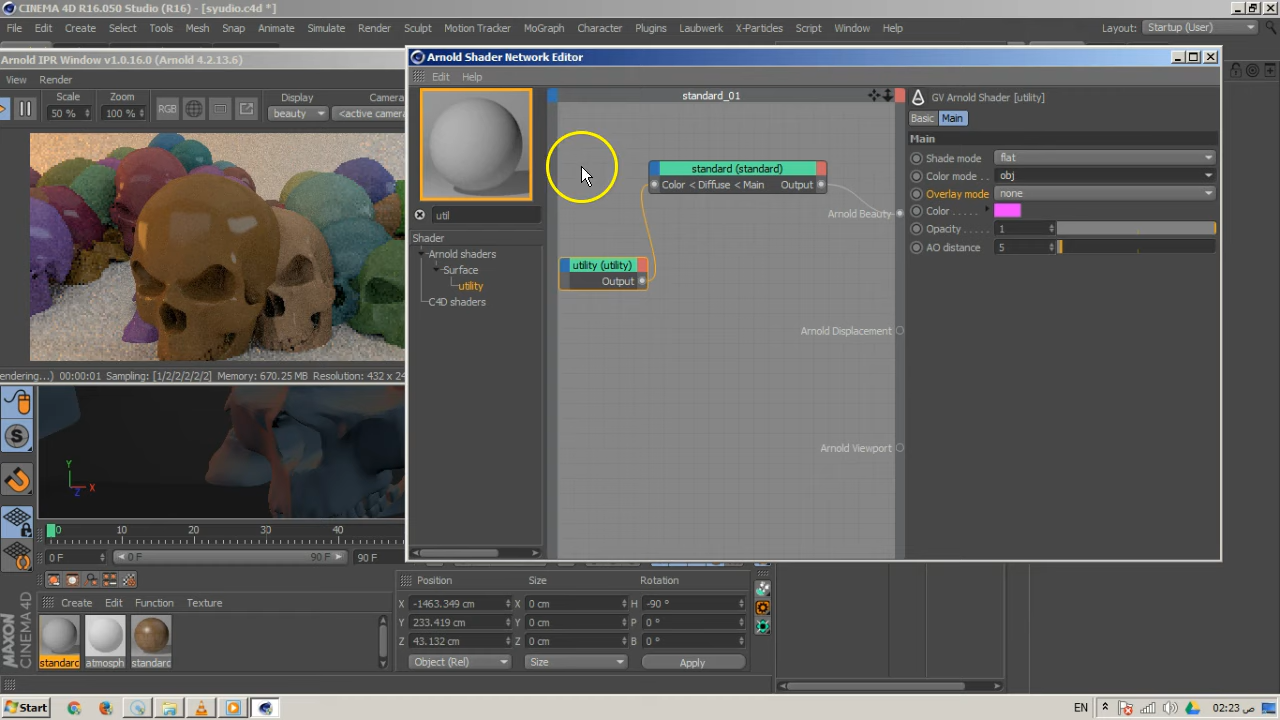 CINEMA 4D R16.050 Studio (R16) - [syudio.c4d *]
File Edit Create Select Tools Mesh Snap Animate Simulate Render Sculpt Motion Tracker MoGraph Character Plugins LumenRT X-Particles Script Window Help Layout: Startup (User)
Arnold IPR Window v1.0.16.0 (Arnold 4.2.13.6)
View Render
Scale Zoom Display Camera
50 % 100 % RGB beauty <active camera
endering...) 00:00:01 Sampling: [1/2/2/2/2/2] Memory: 670.25 MB Resolution: 432 x 24
Arnold Shader Network Editor
Edit Help
util
Shader
Arnold shaders
Surface
utility
C4D shaders
standard_01
standard (standard)
Color < Diffuse < Main Output
utility (utility)
Output
Arnold Beauty
Arnold Displacement
Arnold Viewport
GV Arnold Shader [utility]
Basic Main
Main
Shade mode flat
Color mode . obj
Overlay mode none
Color . . . . .
Opacity . . . . 1
AO distance 5
Y
Z X
0 10 20 30 40
0 F 0 F 90 F 90 F
Create Edit Function Texture
standarc atmosph standarc
Position Size Rotation
X -1463.349 cm X 0 cm H -90 °
Y 233.419 cm Y 0 cm P 0 °
Z 43.132 cm Z 0 cm B 0 °
Object (Rel) Size Apply
MAXON
CINEMA 4D
Start EN 02:23 ص